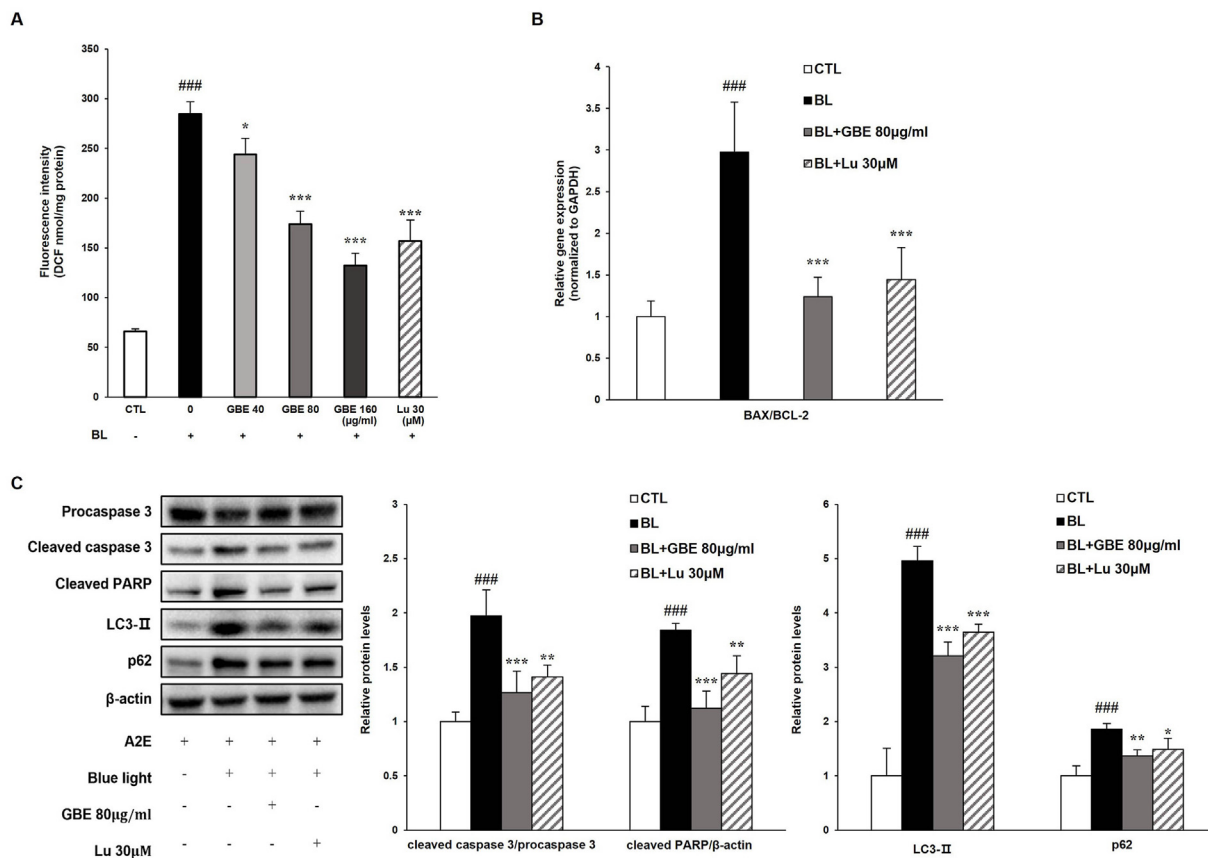 A
Fluorescence intensity
(DCF nmol/mg protein)
350
300
250
200
150
100
50
0
###
*
***
***
***
CTL 0 GBE 40 GBE 80 GBE 160 Lu 30
(μg/ml) (μM)
BL - + + + + +
B
Relative gene expression
(normalized to GAPDH)
4
3.5
3
2.5
2
1.5
1
0.5
0
###
***
***
CTL
BL
BL+GBE 80μg/ml
BL+Lu 30μM
BAX/BCL-2
C
Procaspase 3
Cleaved caspase 3
Cleaved PARP
LC3-II
p62
β-actin
A2E + + + +
Blue light - + + +
GBE 80μg/ml - - + -
Lu 30μM - - - +
Relative protein levels
3
2.5
2
1.5
1
0.5
0
###
***
**
###
***
**
CTL
BL
BL+GBE 80μg/ml
BL+Lu 30μM
cleaved caspase 3/procaspase 3 cleaved PARP/β-actin
Relative protein levels
6
5
4
3
2
1
0
###
***
***
###
**
*
CTL
BL
BL+GBE 80μg/ml
BL+Lu 30μM
LC3-II p62